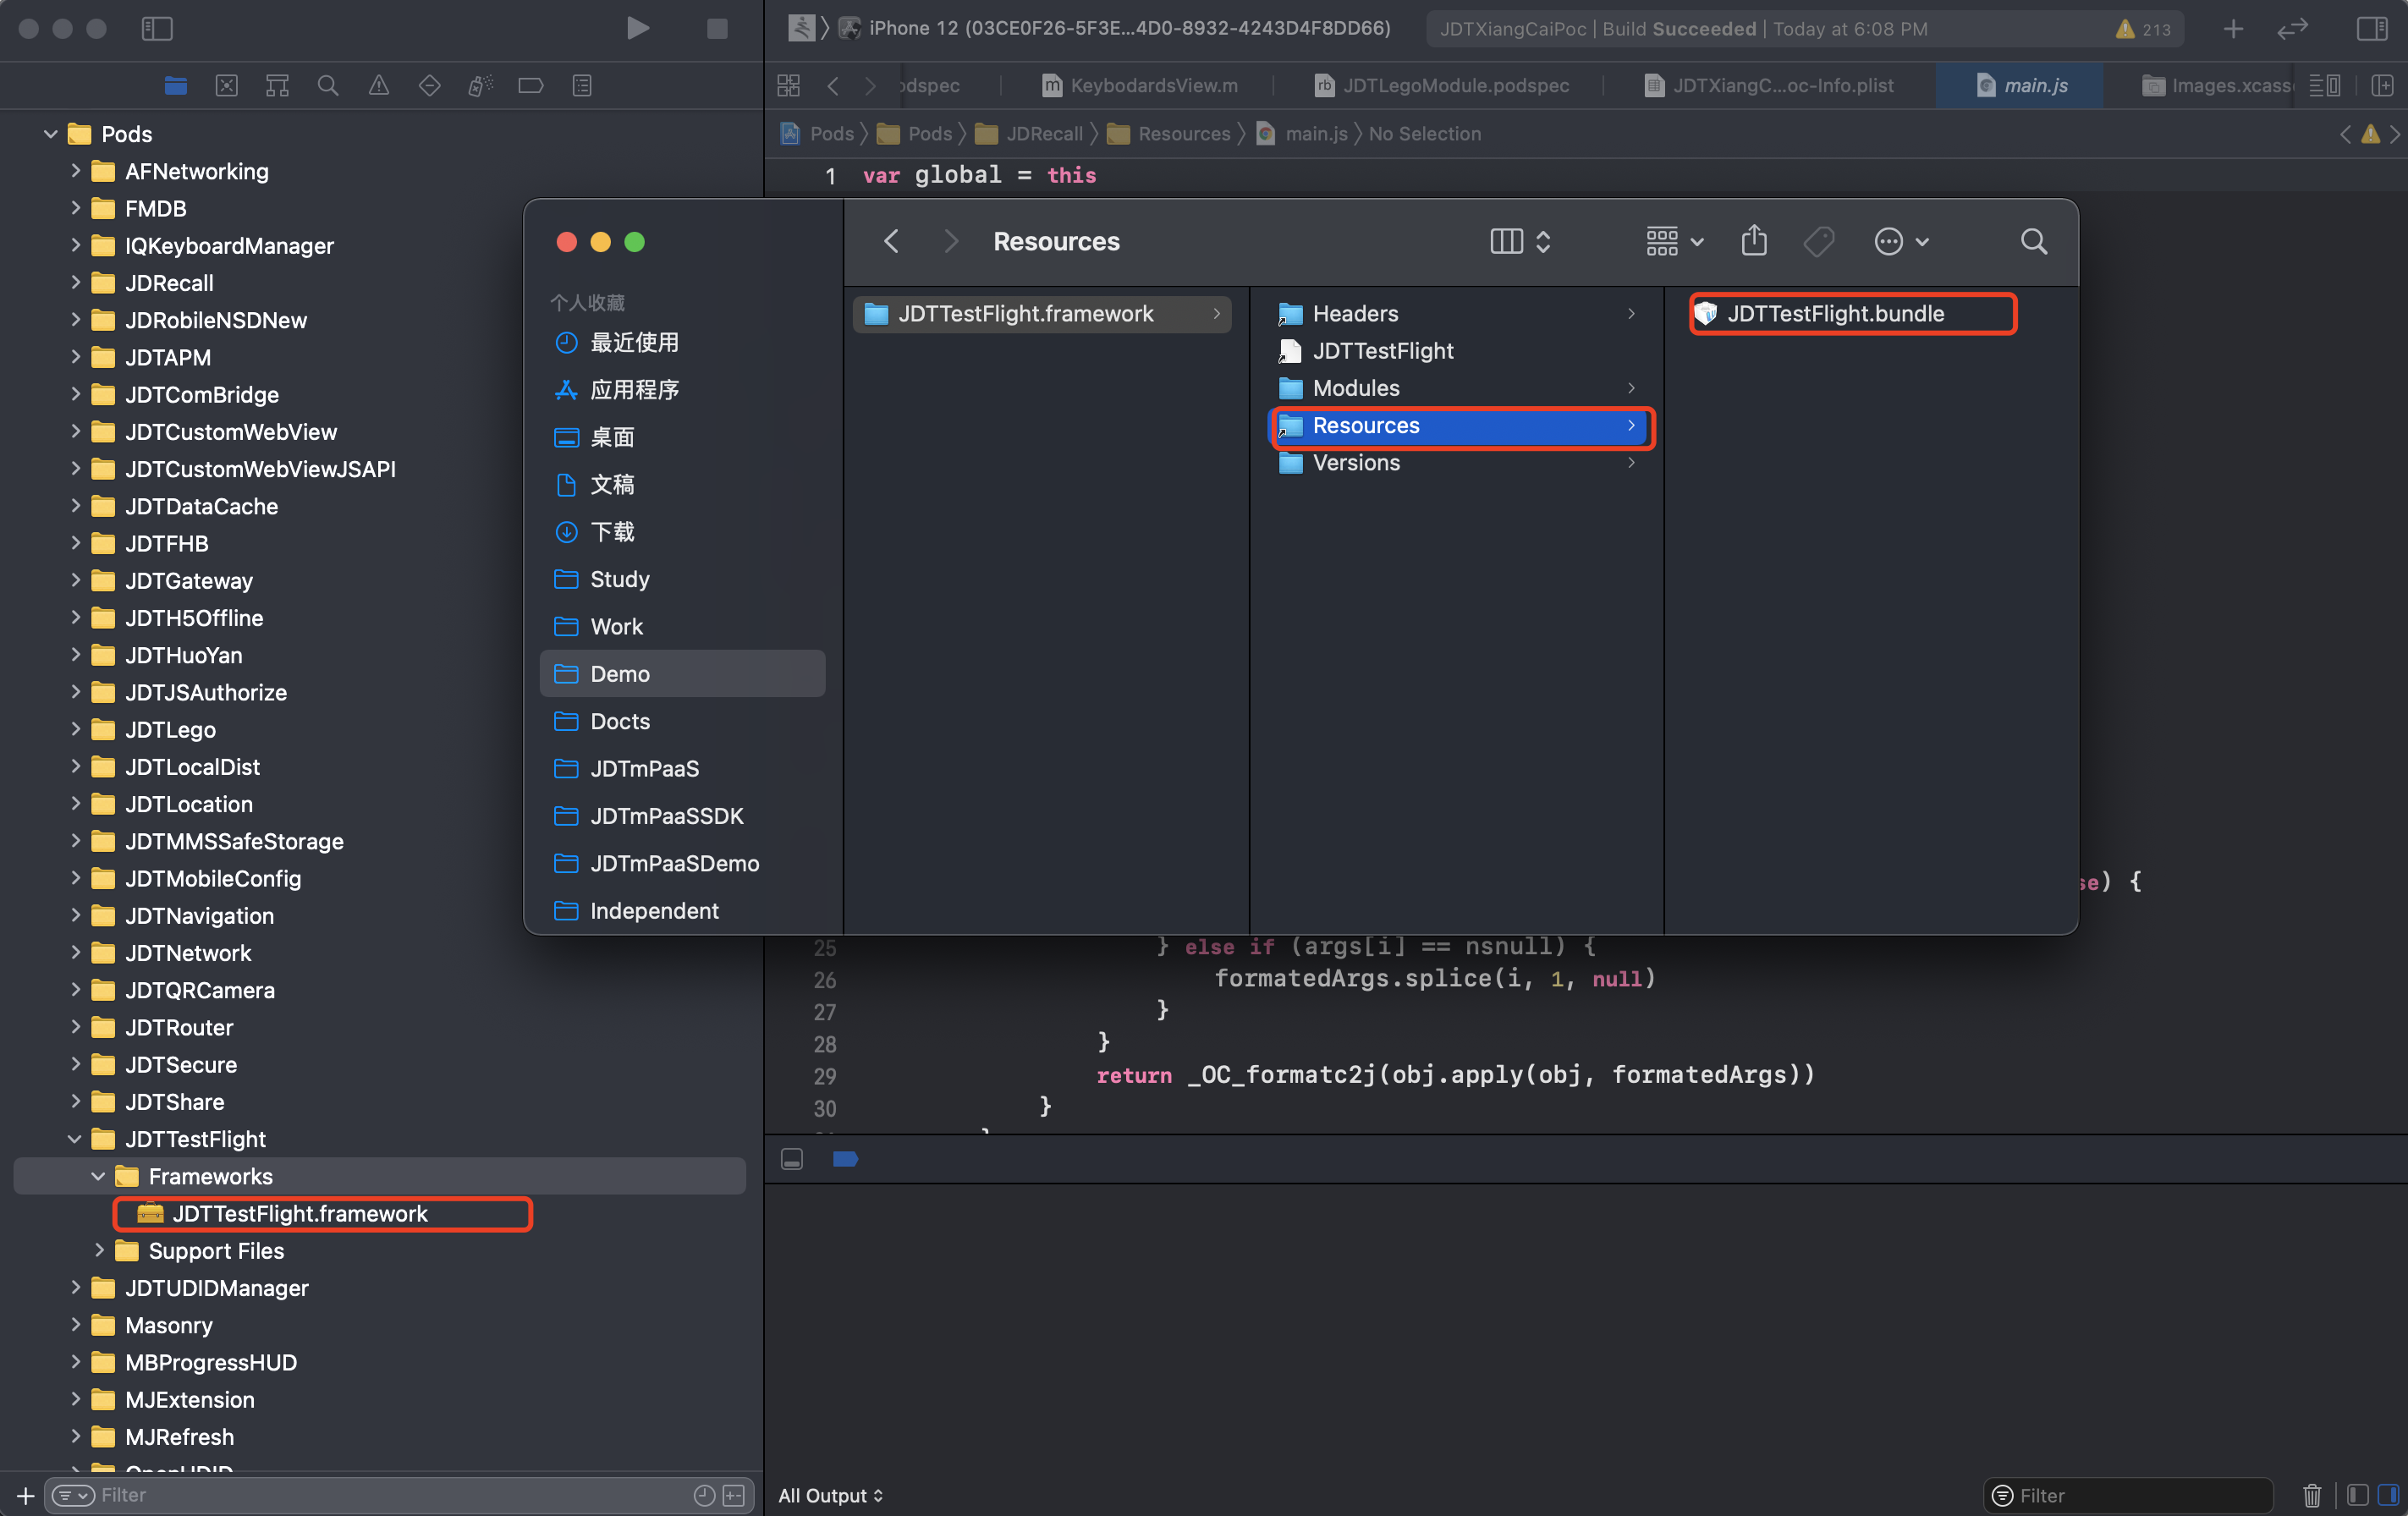 iPhone 12 (03CE0F26-5F3E...4D0-8932-4243D4F8DD66)
JDTXiangCaiPoc | Build Succeeded | Today at 6:08 PM
213
odspec
KeybodardsView.m
JDTLegoModule.podspec
JDTXiangC...oc-Info.plist
main.js
Images.xcass
Pods
Pods
JDRecall
Resources
main.js
No Selection
Pods
AFNetworking
FMDB
IQKeyboardManager
JDRecall
JDRobileNSDNew
JDTAPM
JDTComBridge
JDTCustomWebView
JDTCustomWebViewJSAPI
JDTDataCache
JDTFHB
JDTGateway
JDTH5Offline
JDTHuoYan
JDTJSAuthorize
JDTLego
JDTLocalDist
JDTLocation
JDTMMSSafeStorage
JDTMobileConfig
JDTNavigation
JDTNetwork
JDTQRCamera
JDTRouter
JDTSecure
JDTShare
JDTTestFlight
Frameworks
JDTTestFlight.framework
Support Files
JDTUDIDManager
Masonry
MBProgressHUD
MJExtension
MJRefresh
Filter
1 var global = this
Resources
个人收藏
最近使用
应用程序
桌面
文稿
下载
Study
Work
Demo
Docts
JDTmPaaS
JDTmPaaSSDK
JDTmPaaSDemo
Independent
JDTTestFlight.framework
Headers
JDTTestFlight
Modules
Resources
Versions
JDTTestFlight.bundle
se) {
25 } else if (args[i] == nsnull) {
26 formatedArgs.splice(i, 1, null)
27 }
28 }
29 return _OC_formatc2j(obj.apply(obj, formatedArgs))
30 }
All Output
Filter